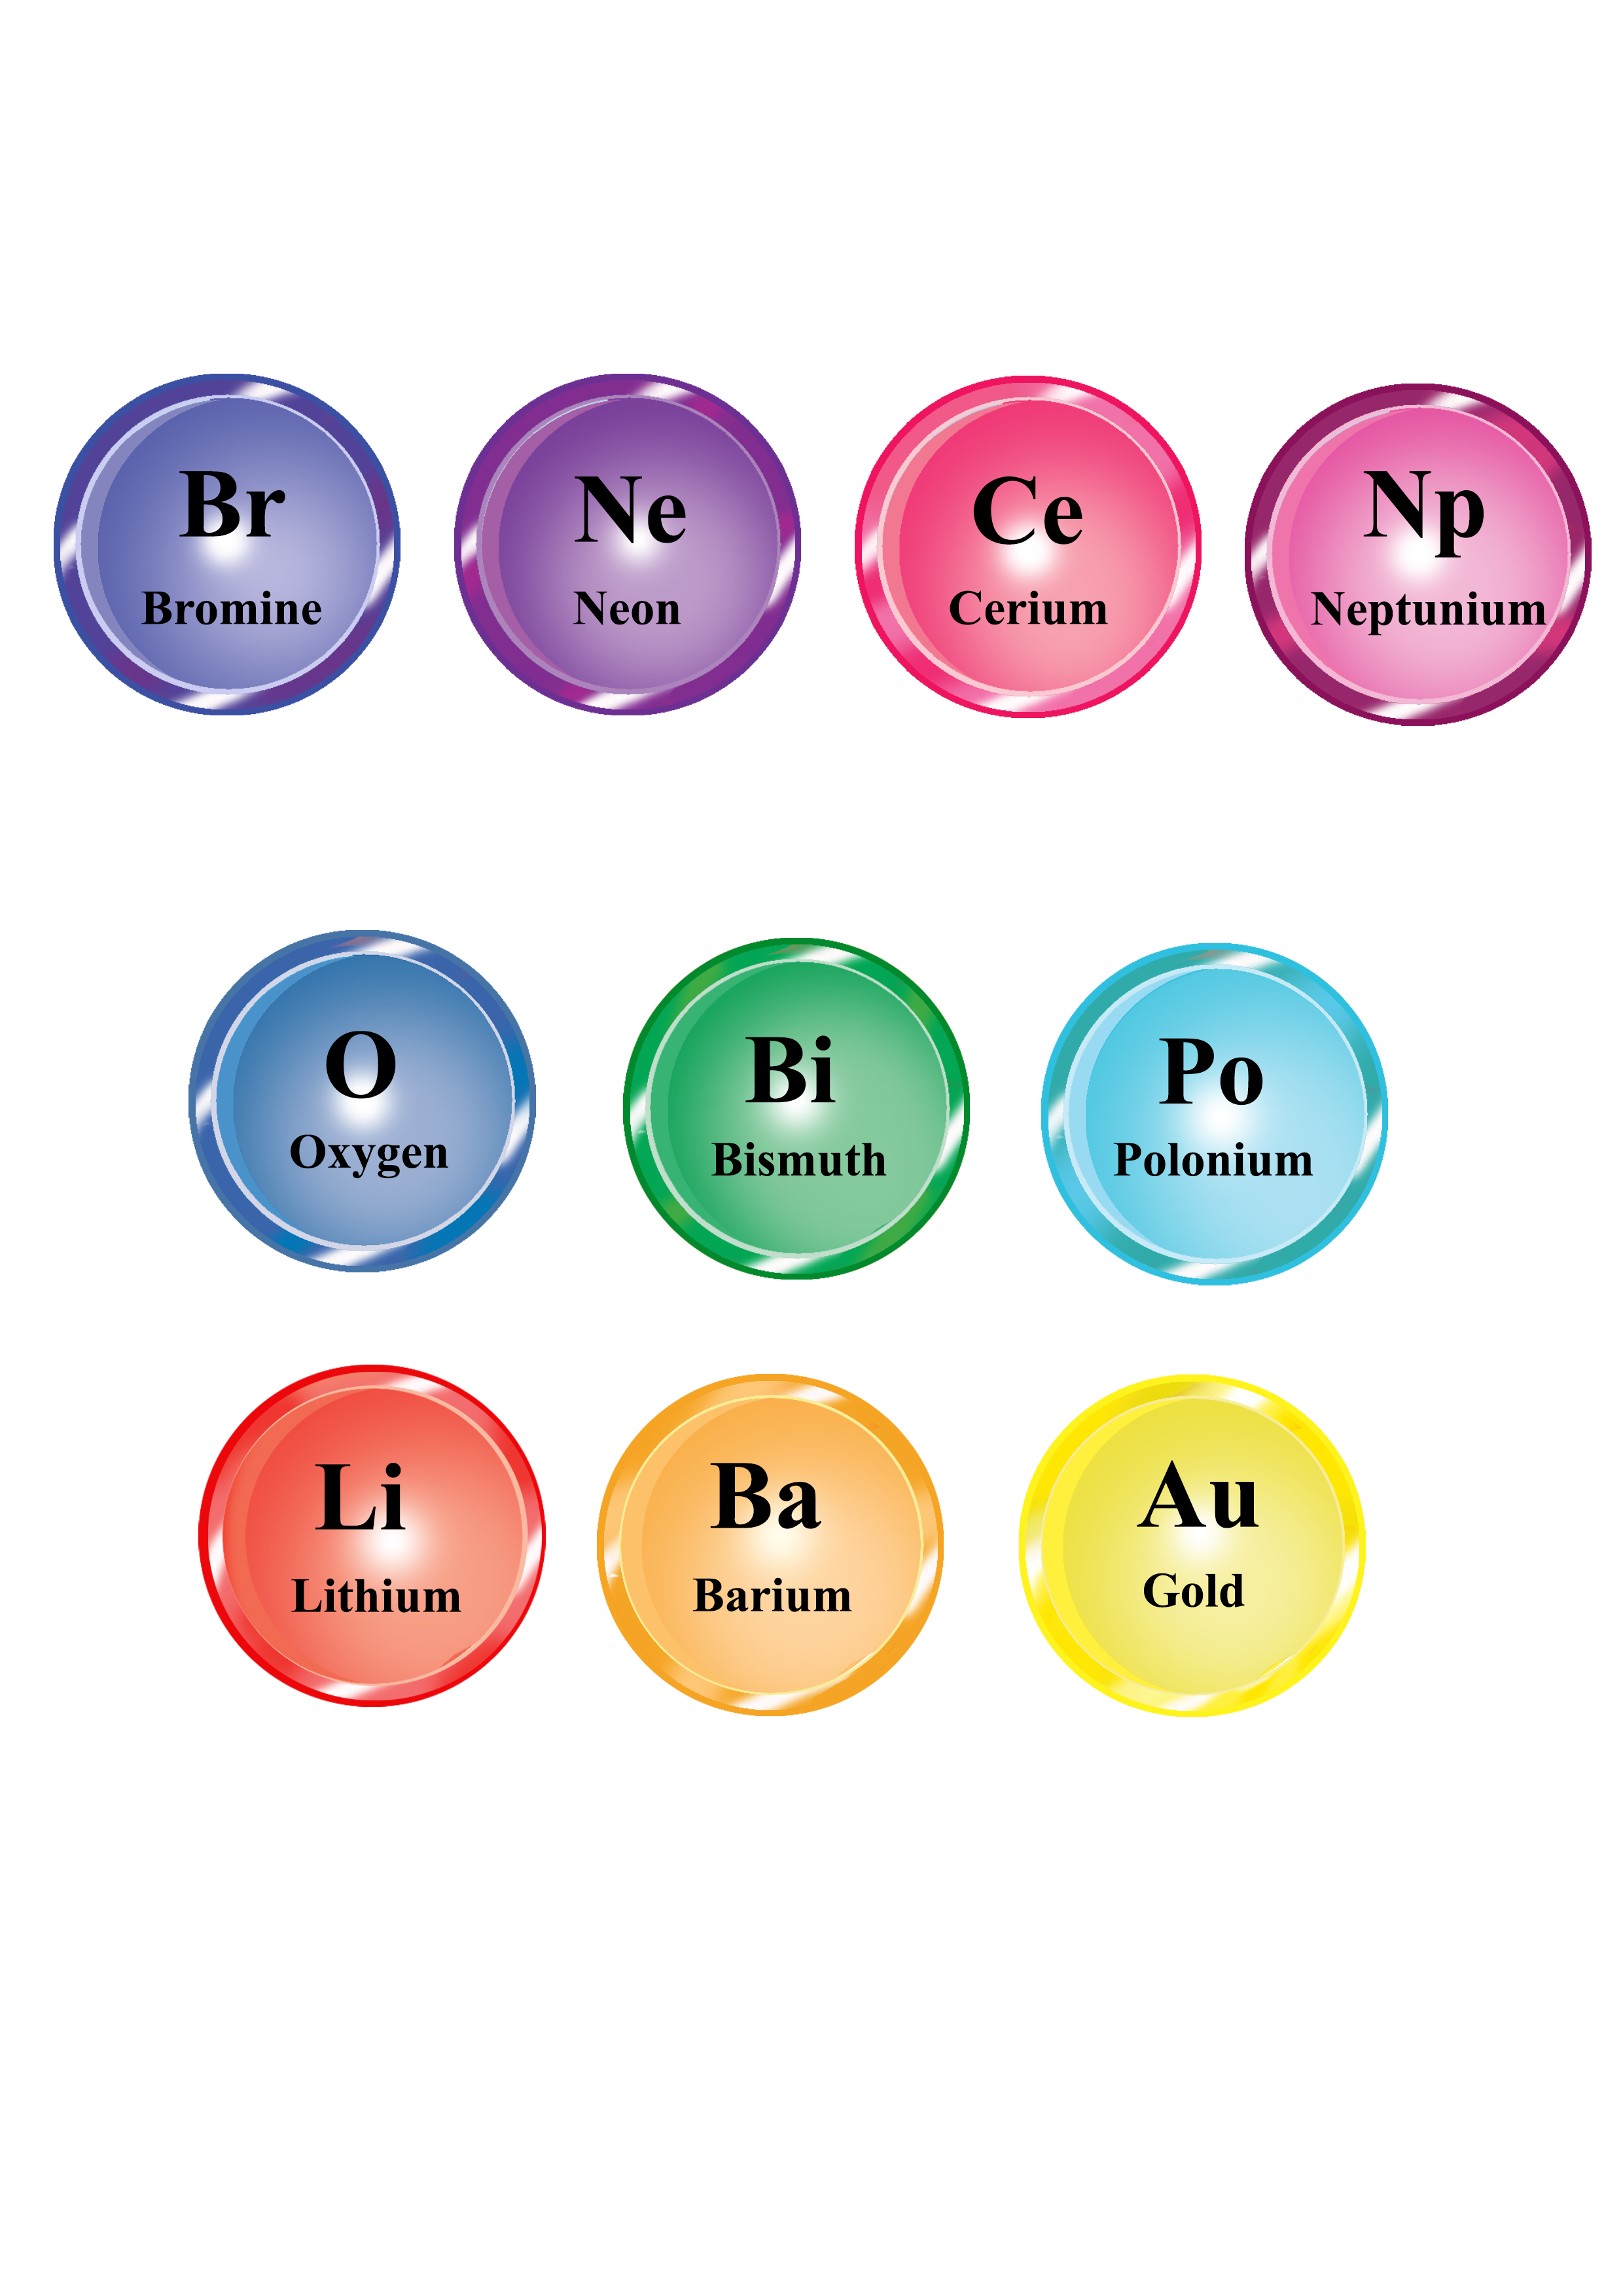 Br
Bromine
Ne
Neon
Ce
Cerium
Np
Neptunium
O
Oxygen
Bi
Bismuth
Po
Polonium
Li
Lithium
Ba
Barium
Au
Gold